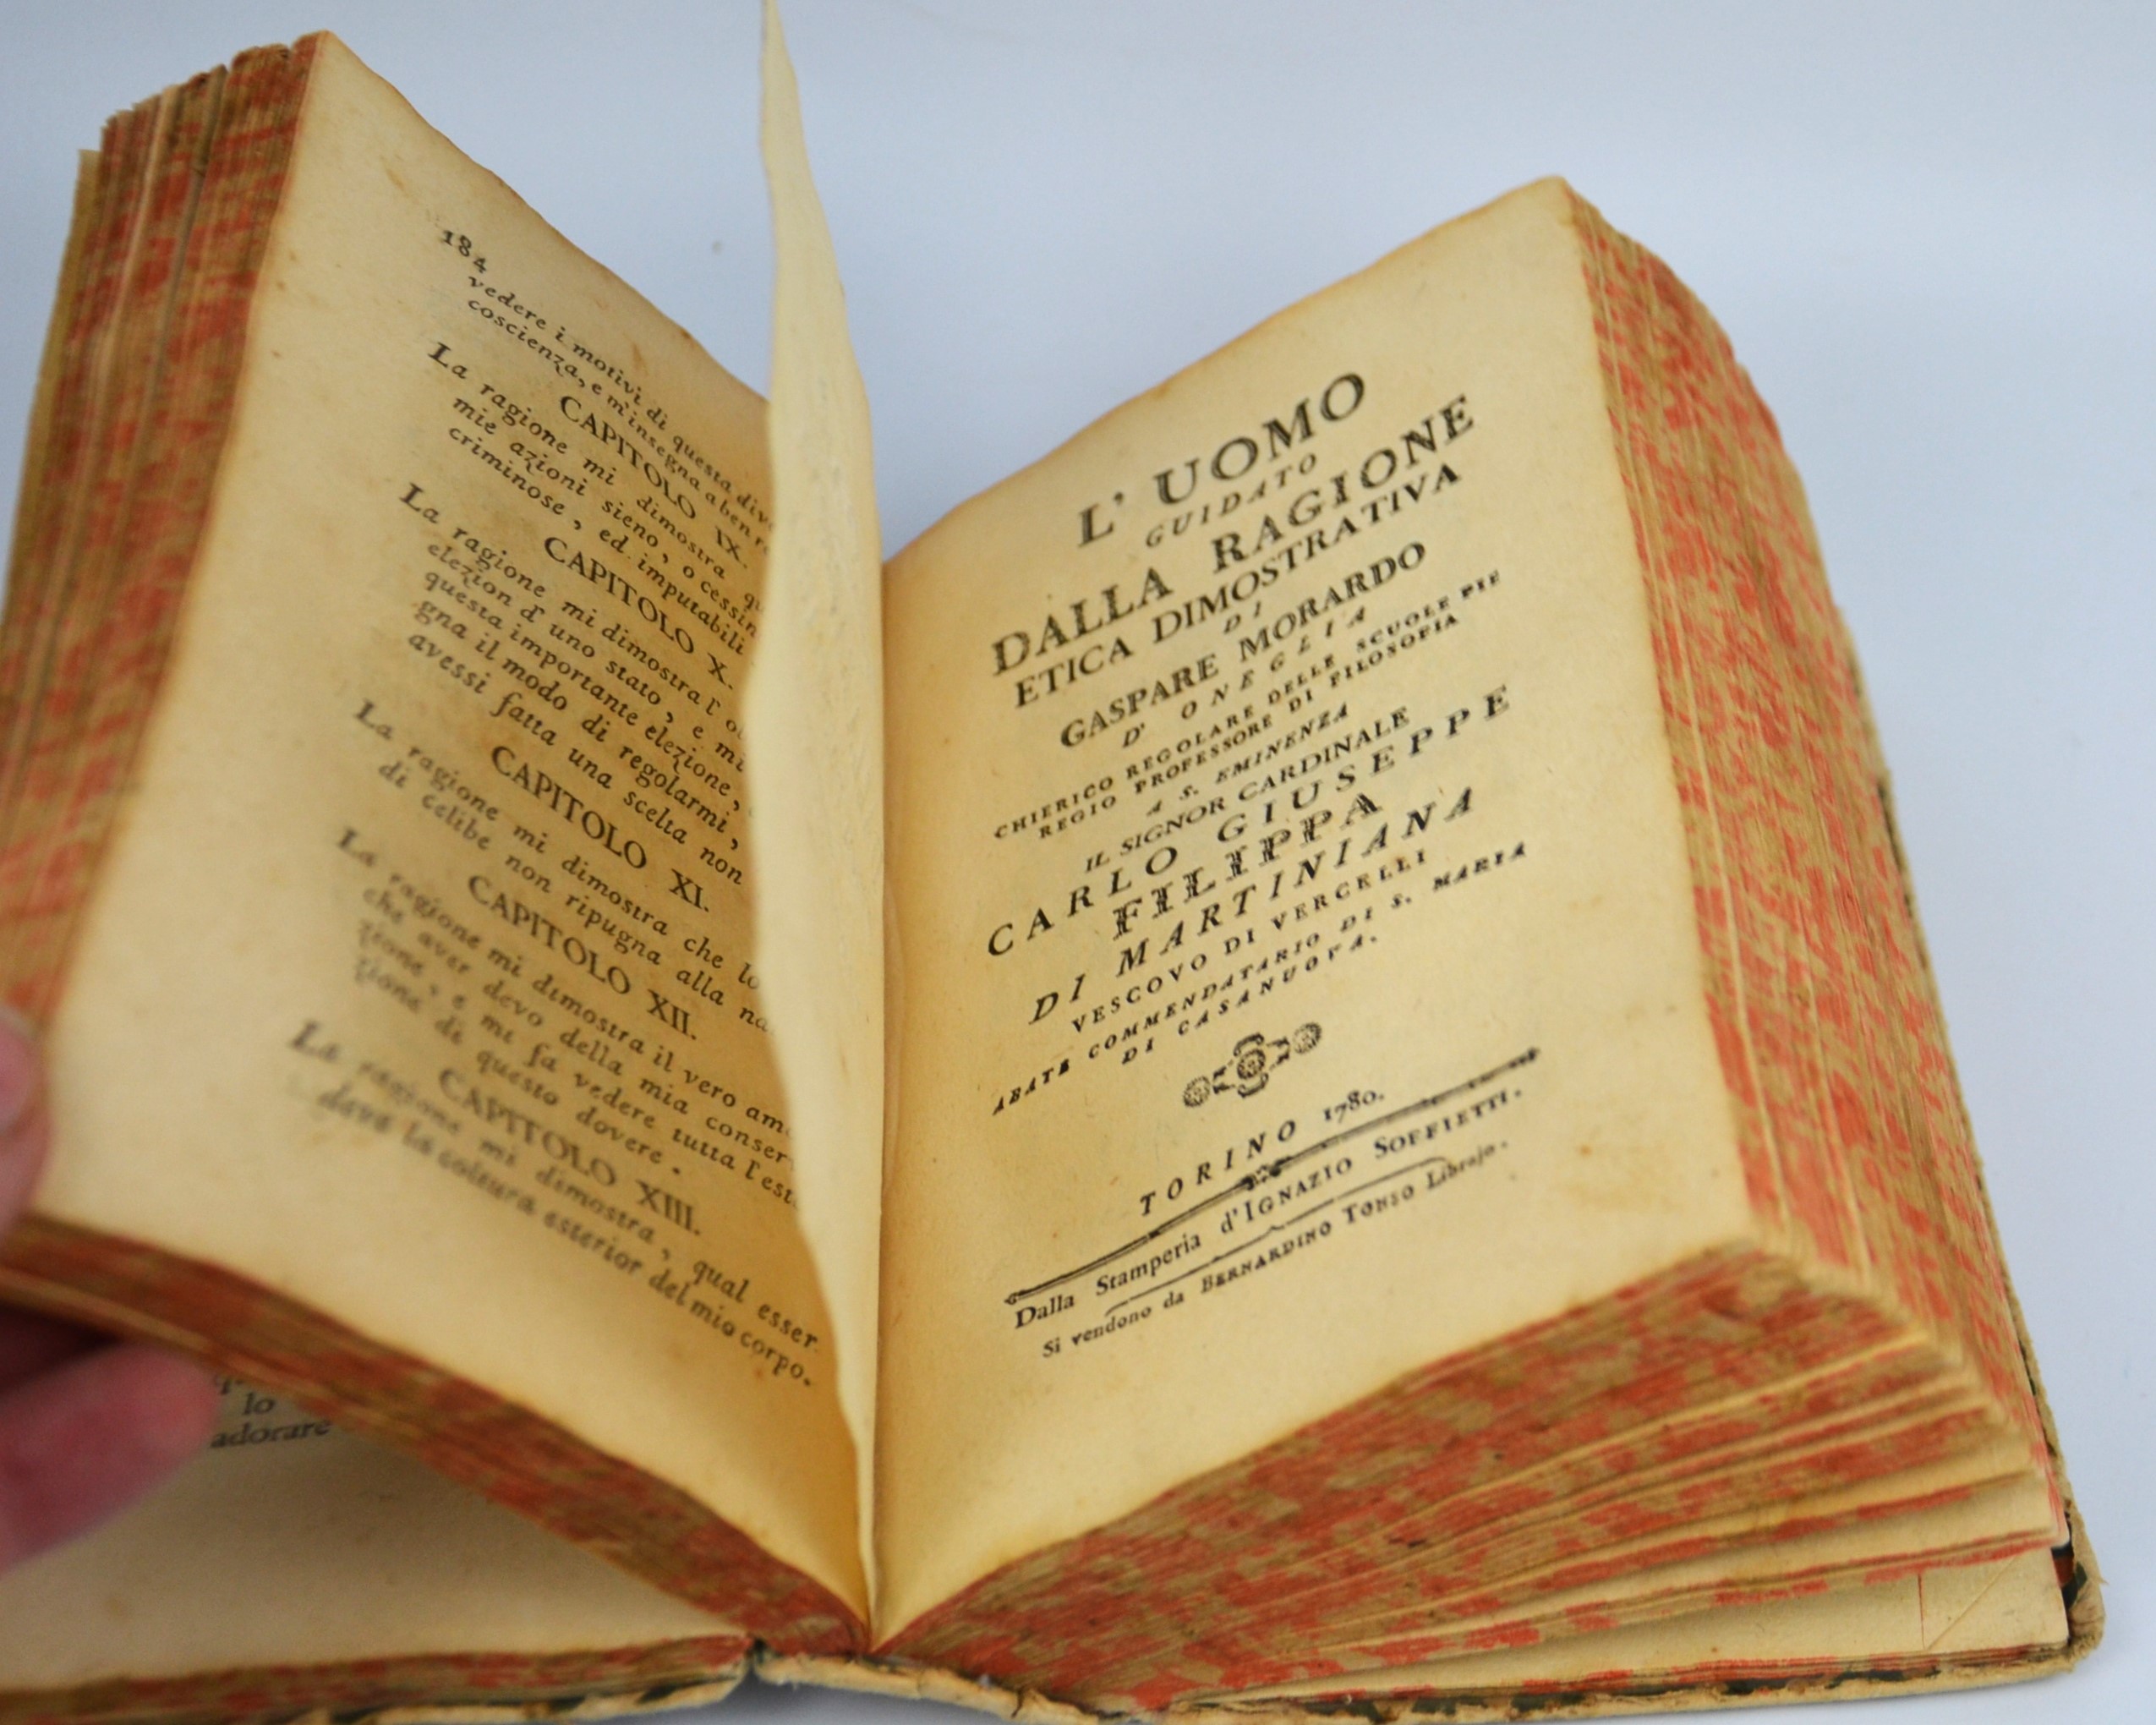 184
vedere i motivi di questa
coscienza, e m'insegna a ben
CAPITOLO IX.
La ragione mi dimostra
mie azioni sieno, o
criminose, ed imputabili
CAPITOLO X.
La ragione mi dimostra l'
elezion d'uno stato, e mi
questa importante elezione,
gna il modo di regolarmi,
avessi fatta una scelta non
CAPITOLO XI.
La ragione mi dimostra che lo
di celibe non ripugna alla
CAPITOLO XII.
La ragione mi dimostra il vero
che aver devo della mia
zione, e mi fa vedere tutta
zione di questo dovere.
CAPITOLO XIII.
La ragione mi dimostra, qual esser
deve la coltura esterior del mio corpo.
lo
adorare
L' UOMO
GUIDATO
DALLA RAGIONE
ETICA DIMOSTRATIVA
DI
GASPARE MORARDO
D' ONEGLIA
CHIERICO REGOLARE DELLE SCUOLE PIE
REGIO PROFESSORE DI FILOSOFIA
A S. EMINENZA
IL SIGNOR CARDINALE
CARLO GIUSEPPE
FILIPPA
DI MARTINIANA
VESCOVO DI VERCELLI
ABATE COMMENDATARIO DI S. MARIA
DI CASANUOVA.
TORINO 1780.
Dalla Stamperia d'IGNAZIO SOFFIETTI.
Si vendono da BERNARDINO TONSO Librajo.